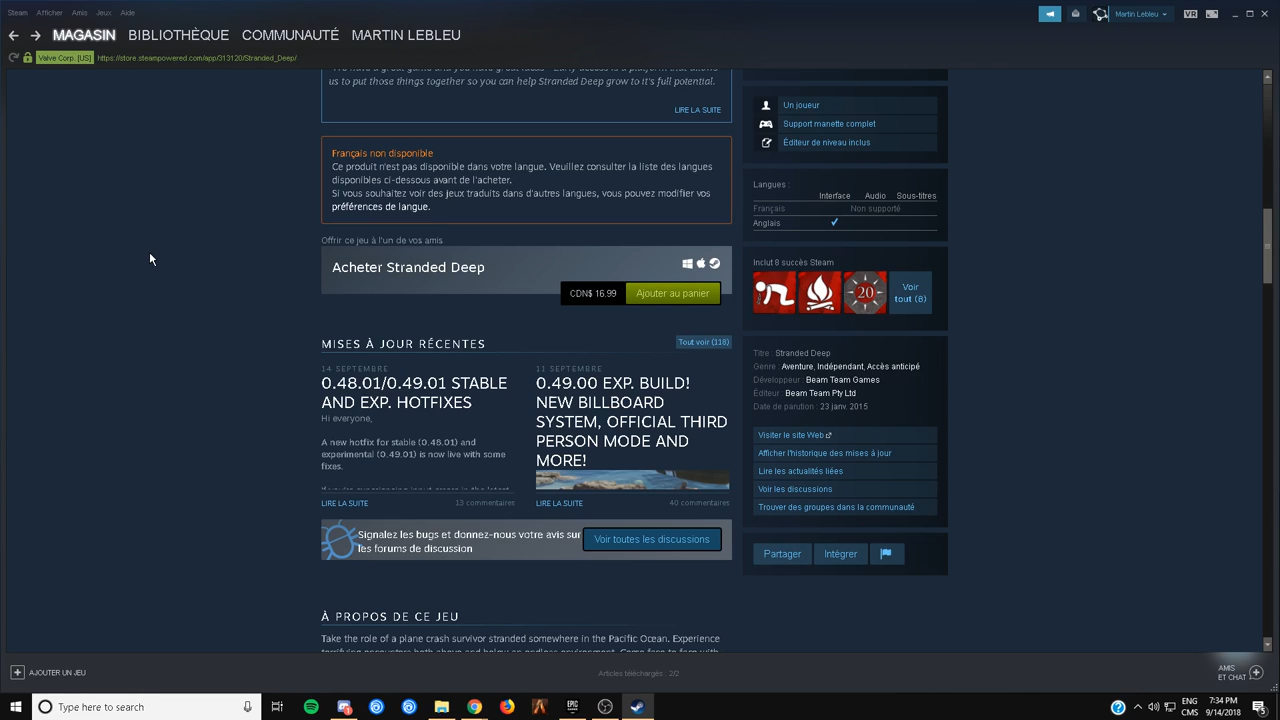 Steam Afficher Amis Jeux Aide
Martin Lebleu
VR
MAGASIN BIBLIOTHÈQUE COMMUNAUTÉ MARTIN LEBLEU
Valve Corp. [US] https://store.steampowered.com/app/313120/Stranded_Deep/
us to put those things together so you can help Stranded Deep grow to it's full potential.
LIRE LA SUITE
Français non disponible
Ce produit n'est pas disponible dans votre langue. Veuillez consulter la liste des langues
disponibles ci-dessous avant de l'acheter.
Si vous souhaitez voir des jeux traduits dans d'autres langues, vous pouvez modifier vos
préférences de langue.
Offrir ce jeu à l'un de vos amis
Acheter Stranded Deep
CDN$ 16.99 Ajouter au panier
MISES À JOUR RÉCENTES
Tout voir (118)
14 SEPTEMBRE
0.48.01/0.49.01 STABLE
AND EXP. HOTFIXES
Hi everyone,
A new hotfix for stable (0.48.01) and
experimental (0.49.01) is now live with some
fixes.
LIRE LA SUITE 13 commentaires
11 SEPTEMBRE
0.49.00 EXP. BUILD!
NEW BILLBOARD
SYSTEM, OFFICIAL THIRD
PERSON MODE AND
MORE!
LIRE LA SUITE 40 commentaires
Signalez les bugs et donnez-nous votre avis sur
les forums de discussion
Voir toutes les discussions
À PROPOS DE CE JEU
Take the role of a plane crash survivor stranded somewhere in the Pacific Ocean. Experience
Un joueur
Support manette complet
Éditeur de niveau inclus
Langues :
Interface Audio Sous-titres
Français Non supporté
Anglais
Inclut 8 succès Steam
20
Voir
tout (8)
Titre : Stranded Deep
Genre : Aventure, Indépendant, Accès anticipé
Développeur : Beam Team Games
Éditeur : Beam Team Pty Ltd
Date de parution : 23 janv. 2015
Visiter le site Web
Afficher l'historique des mises à jour
Lire les actualités liées
Voir les discussions
Trouver des groupes dans la communauté
Partager Intégrer
AJOUTER UN JEU
Articles téléchargés : 2/2
AMIS
ET CHAT
Type here to search
EPIC
ENG
CMS
7:34 PM
9/14/2018